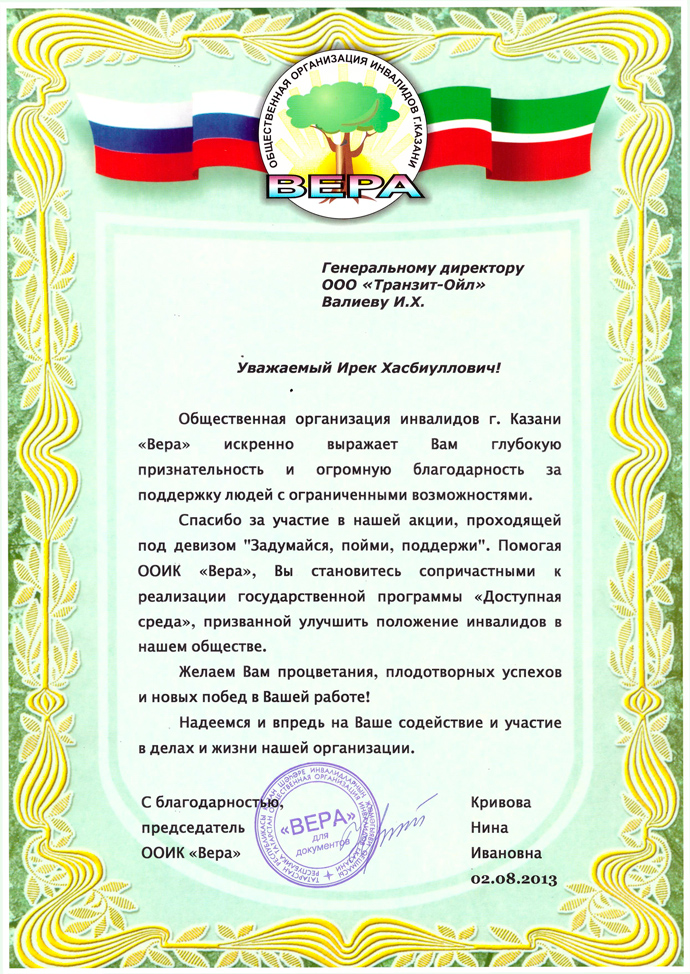 ОБЩЕСТВЕННАЯ ОРГАНИЗАЦИЯ ИНВАЛИДОВ Г.КАЗАНИ
ВЕРА
Генеральному директору
ООО «Транзит-Ойл»
Валиеву И.Х.
Уважаемый Ирек Хасбиуллович!
Общественная организация инвалидов г. Казани
«Вера» искренно выражает Вам глубокую
признательность и огромную благодарность за
поддержку людей с ограниченными возможностями.
Спасибо за участие в нашей акции, проходящей
под девизом "Задумайся, пойми, поддержи". Помогая
ООИК «Вера», Вы становитесь сопричастными к
реализации государственной программы «Доступная
среда», призванной улучшить положение инвалидов в
нашем обществе.
Желаем Вам процветания, плодотворных успехов
и новых побед в Вашей работе!
Надеемся и впредь на Ваше содействие и участие
в делах и жизни нашей организации.
С благодарностью,
председатель
ООИК «Вера»
«ВЕРА»
для
документов
Кривова
Нина
Ивановна
02.08.2013